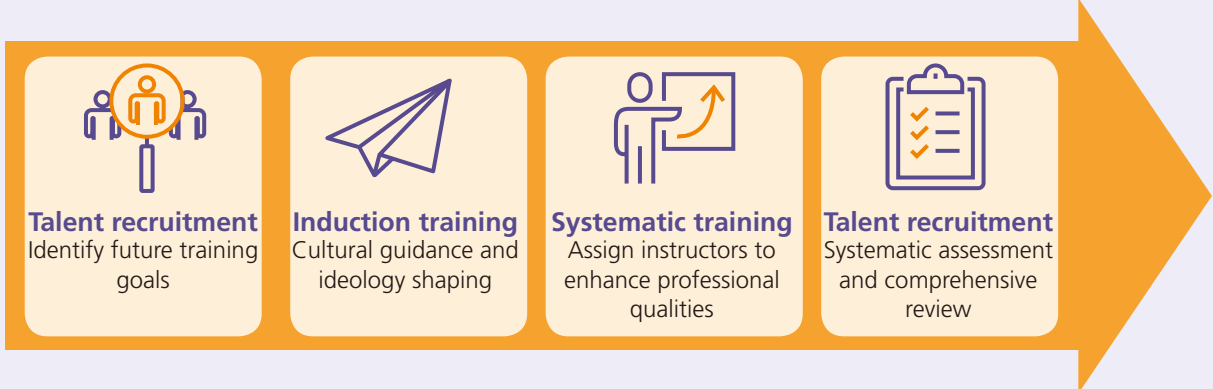 Talent recruitment
Identify future training
goals
Induction training
Cultural guidance and
ideology shaping
Systematic training
Assign instructors to
enhance professional
qualities
Talent recruitment
Systematic assessment
and comprehensive
review